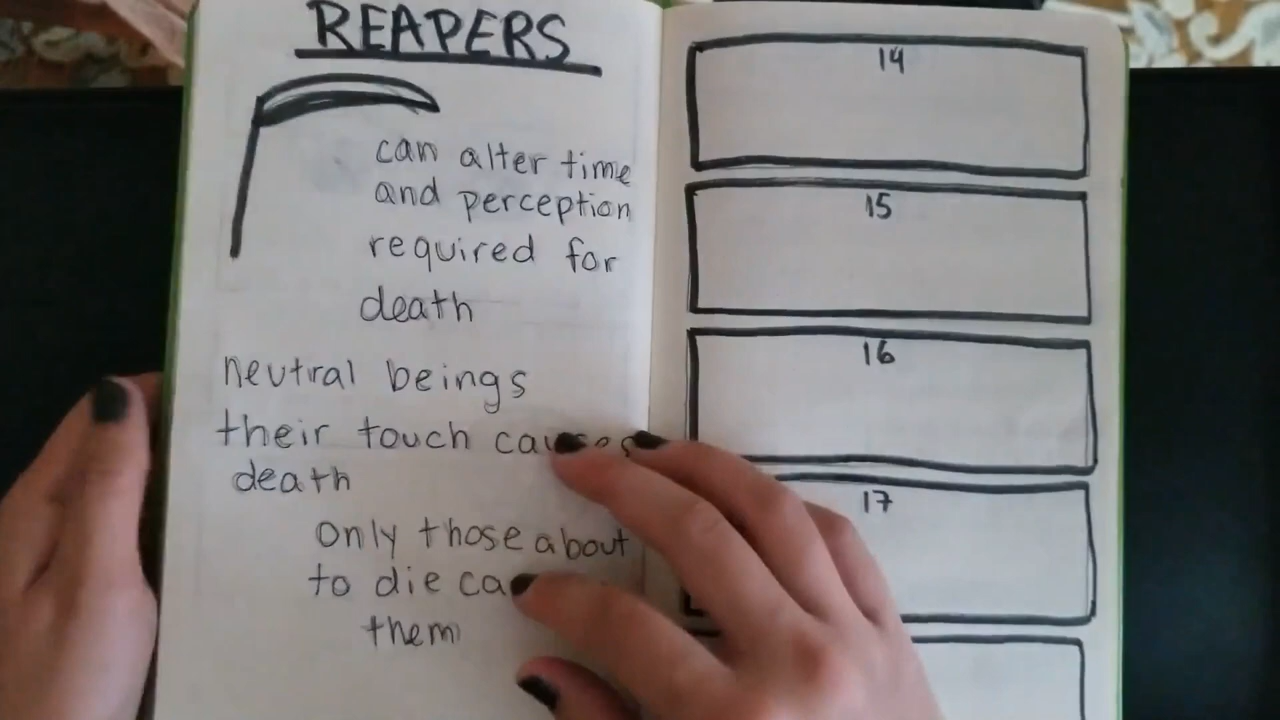 REAPERS
can alter time
and perception
required for
death
neutral beings
their touch causes
death
only those about
to die
them
14
15
16
17